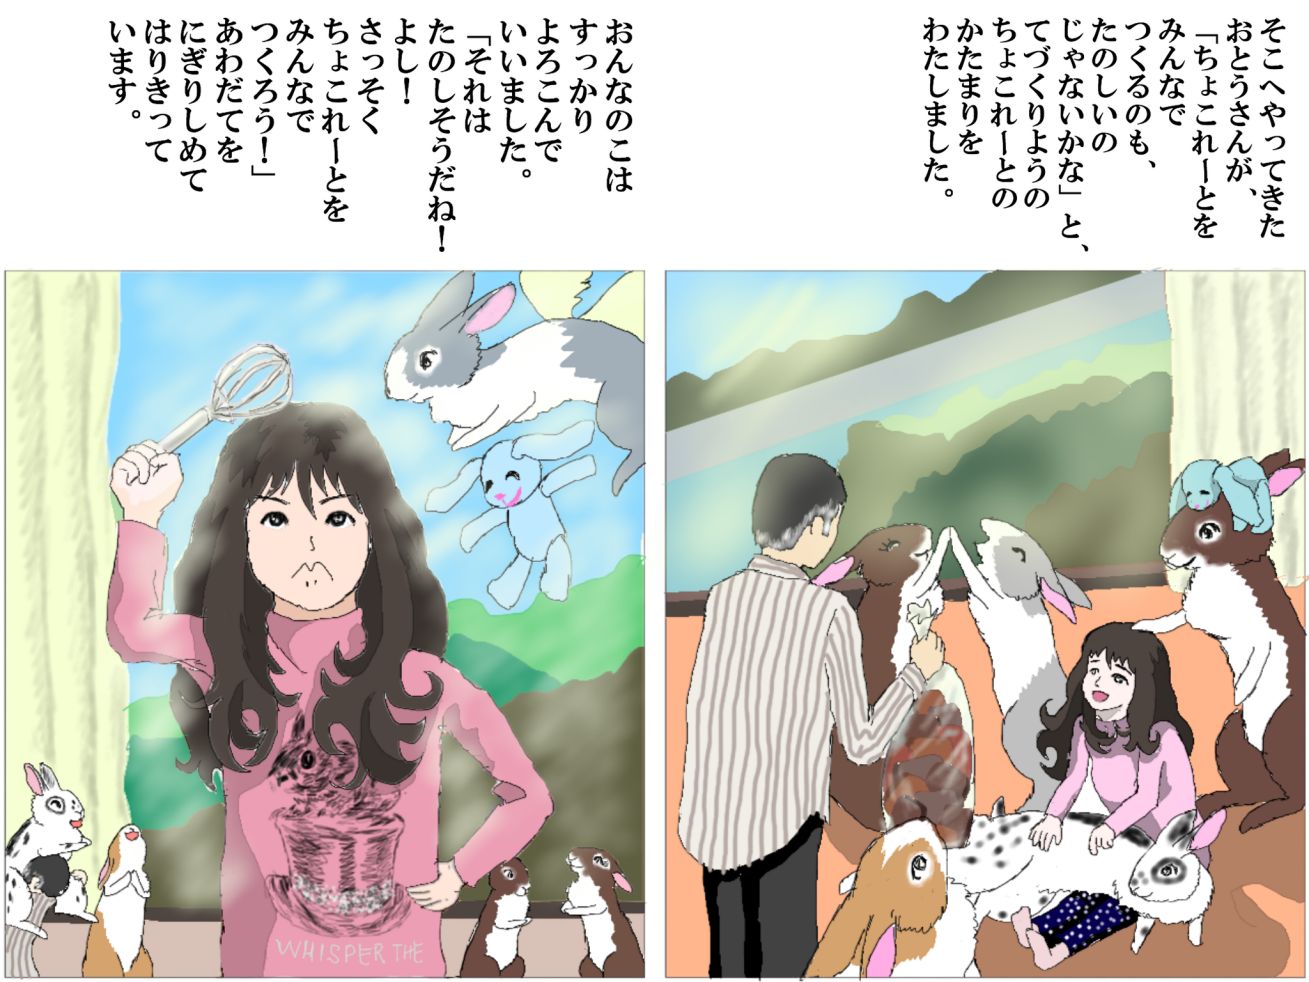 そこへやってきた
おとうさんが、
「ちょこれーとを
みんなで
つくるのも、
たのしいの
じゃないかな」と、
てづくりようの
ちょこれーとの
かたまりを
わたしました。
おんなのこは
すっかり
よろこんで
いいました。
「それは
たのしそうだね！
よし！
さっそく
ちょこれーとを
みんなで
つくろう！」
あわだてを
にぎりしめて
はりきって
います。
WHISPER THE